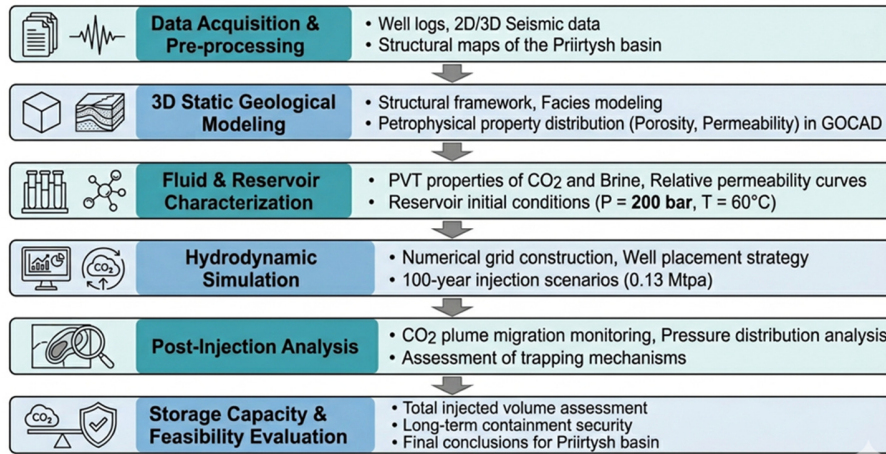 Data Acquisition &
Pre-processing
• Well logs, 2D/3D Seismic data
• Structural maps of the Priirtysh basin
3D Static Geological
Modeling
• Structural framework, Facies modeling
• Petrophysical property distribution (Porosity, Permeability) in GOCAD
Fluid & Reservoir
Characterization
• PVT properties of CO2 and Brine, Relative permeability curves
• Reservoir initial conditions (P = 200 bar, T = 60°C)
CO2
Hydrodynamic
Simulation
• Numerical grid construction, Well placement strategy
• 100-year injection scenarios (0.13 Mtpa)
Post-Injection Analysis
• CO2 plume migration monitoring, Pressure distribution analysis
• Assessment of trapping mechanisms
CO2
Storage Capacity &
Feasibility Evaluation
• Total injected volume assessment
• Long-term containment security
• Final conclusions for Priirtysh basin